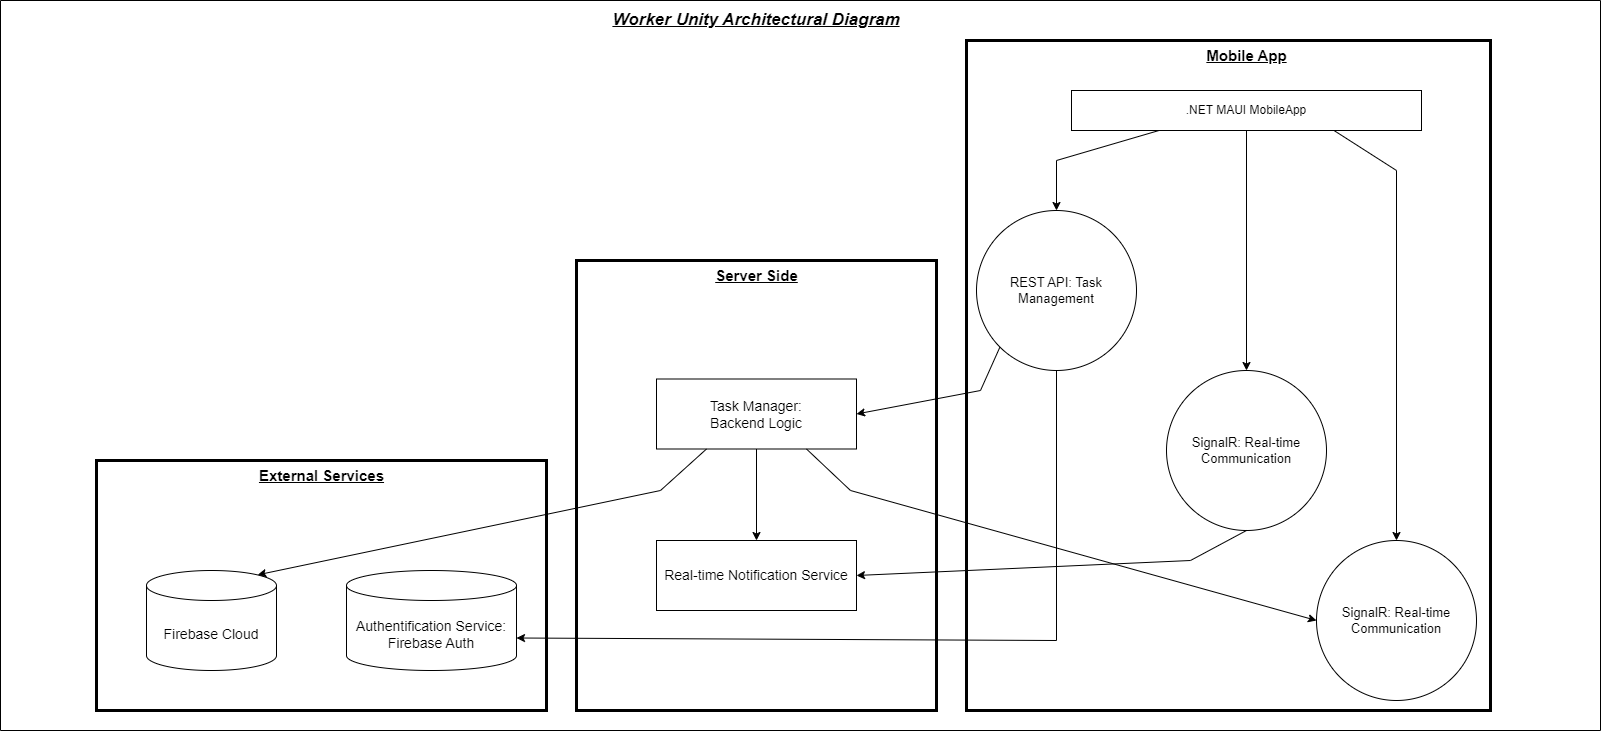 Worker Unity Architectural Diagram
Mobile App
.NET MAUI MobileApp
REST API: Task
Management
SignalR: Real-time
Communication
SignalR: Real-time
Communication
Server Side
Task Manager:
Backend Logic
Real-time Notification Service
External Services
Firebase Cloud
Authentification Service:
Firebase Auth